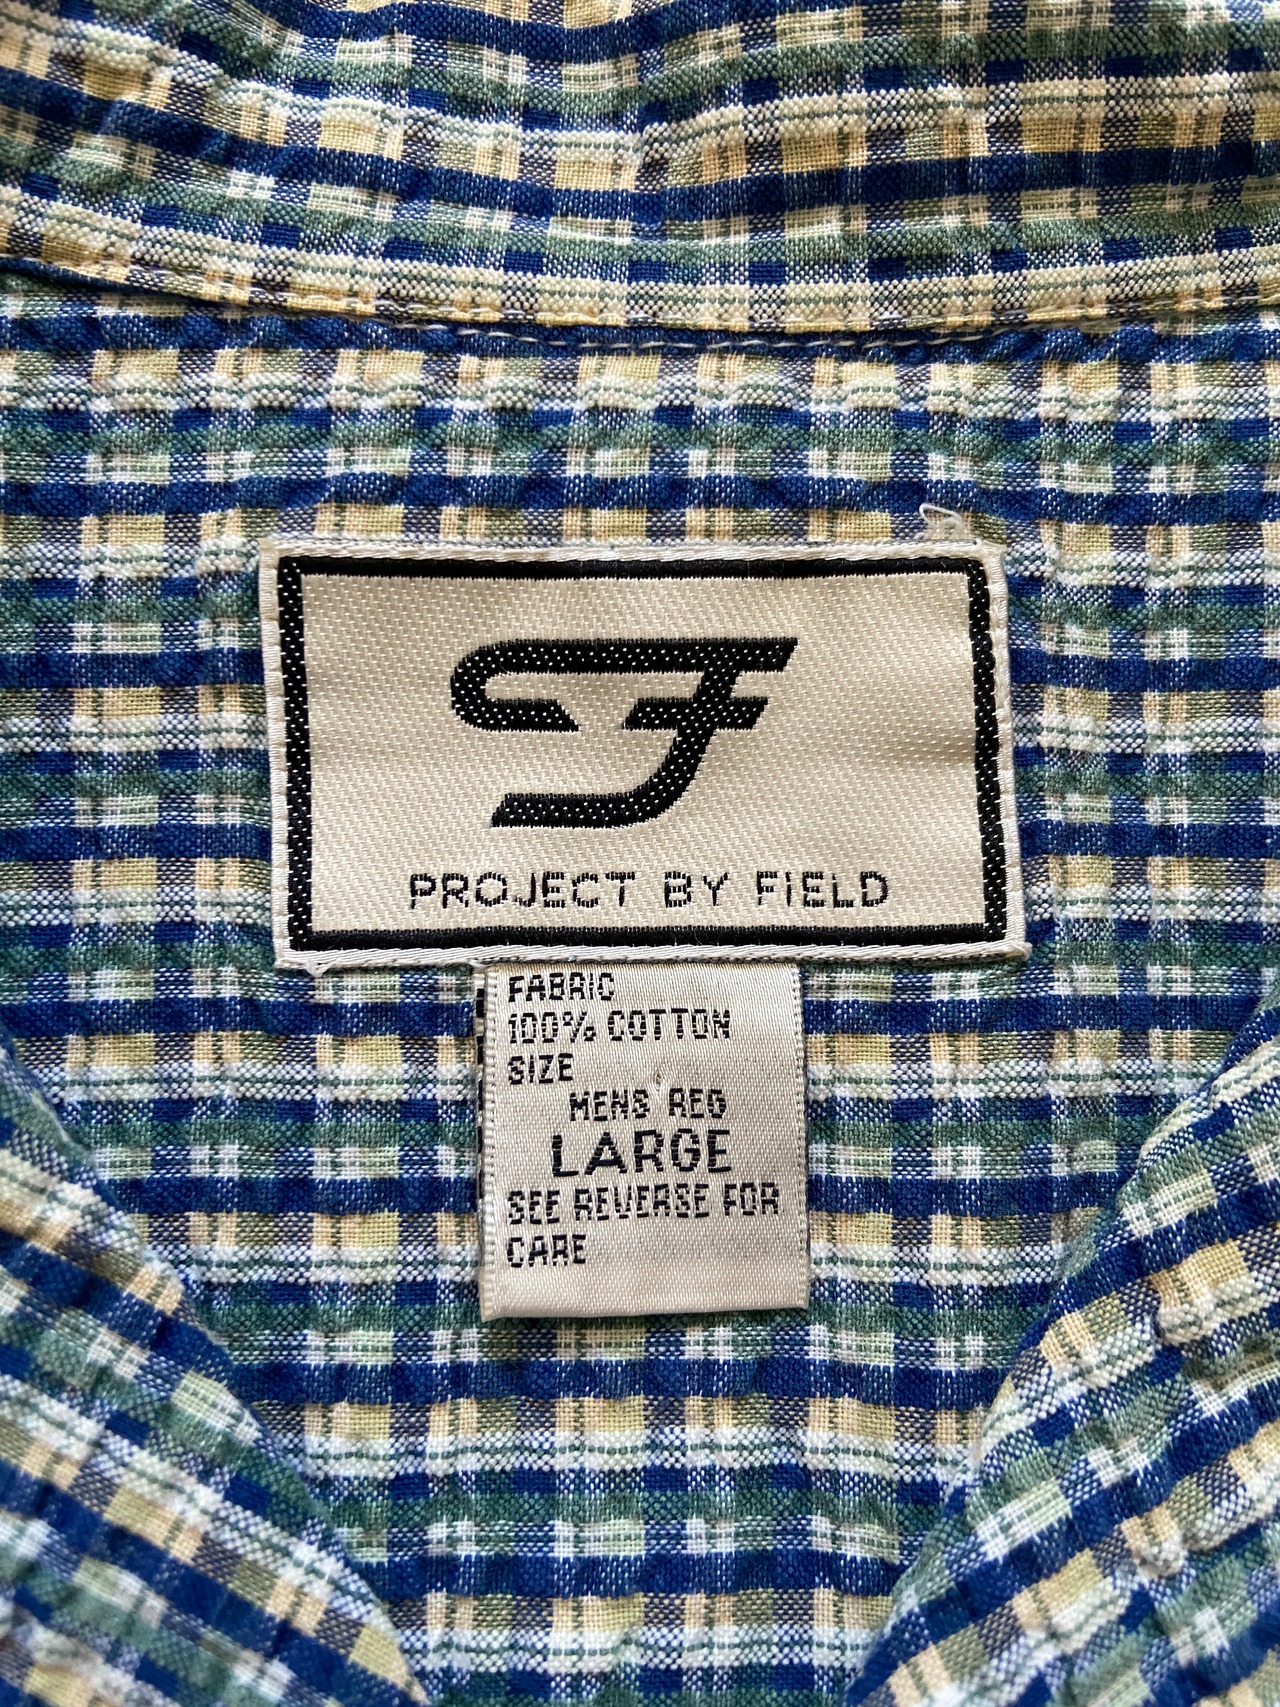 PROJECT BY FIELD
FABRIC
100% COTTON
SIZE
MENS REG
LARGE
SEE REVERSE FOR
CARE